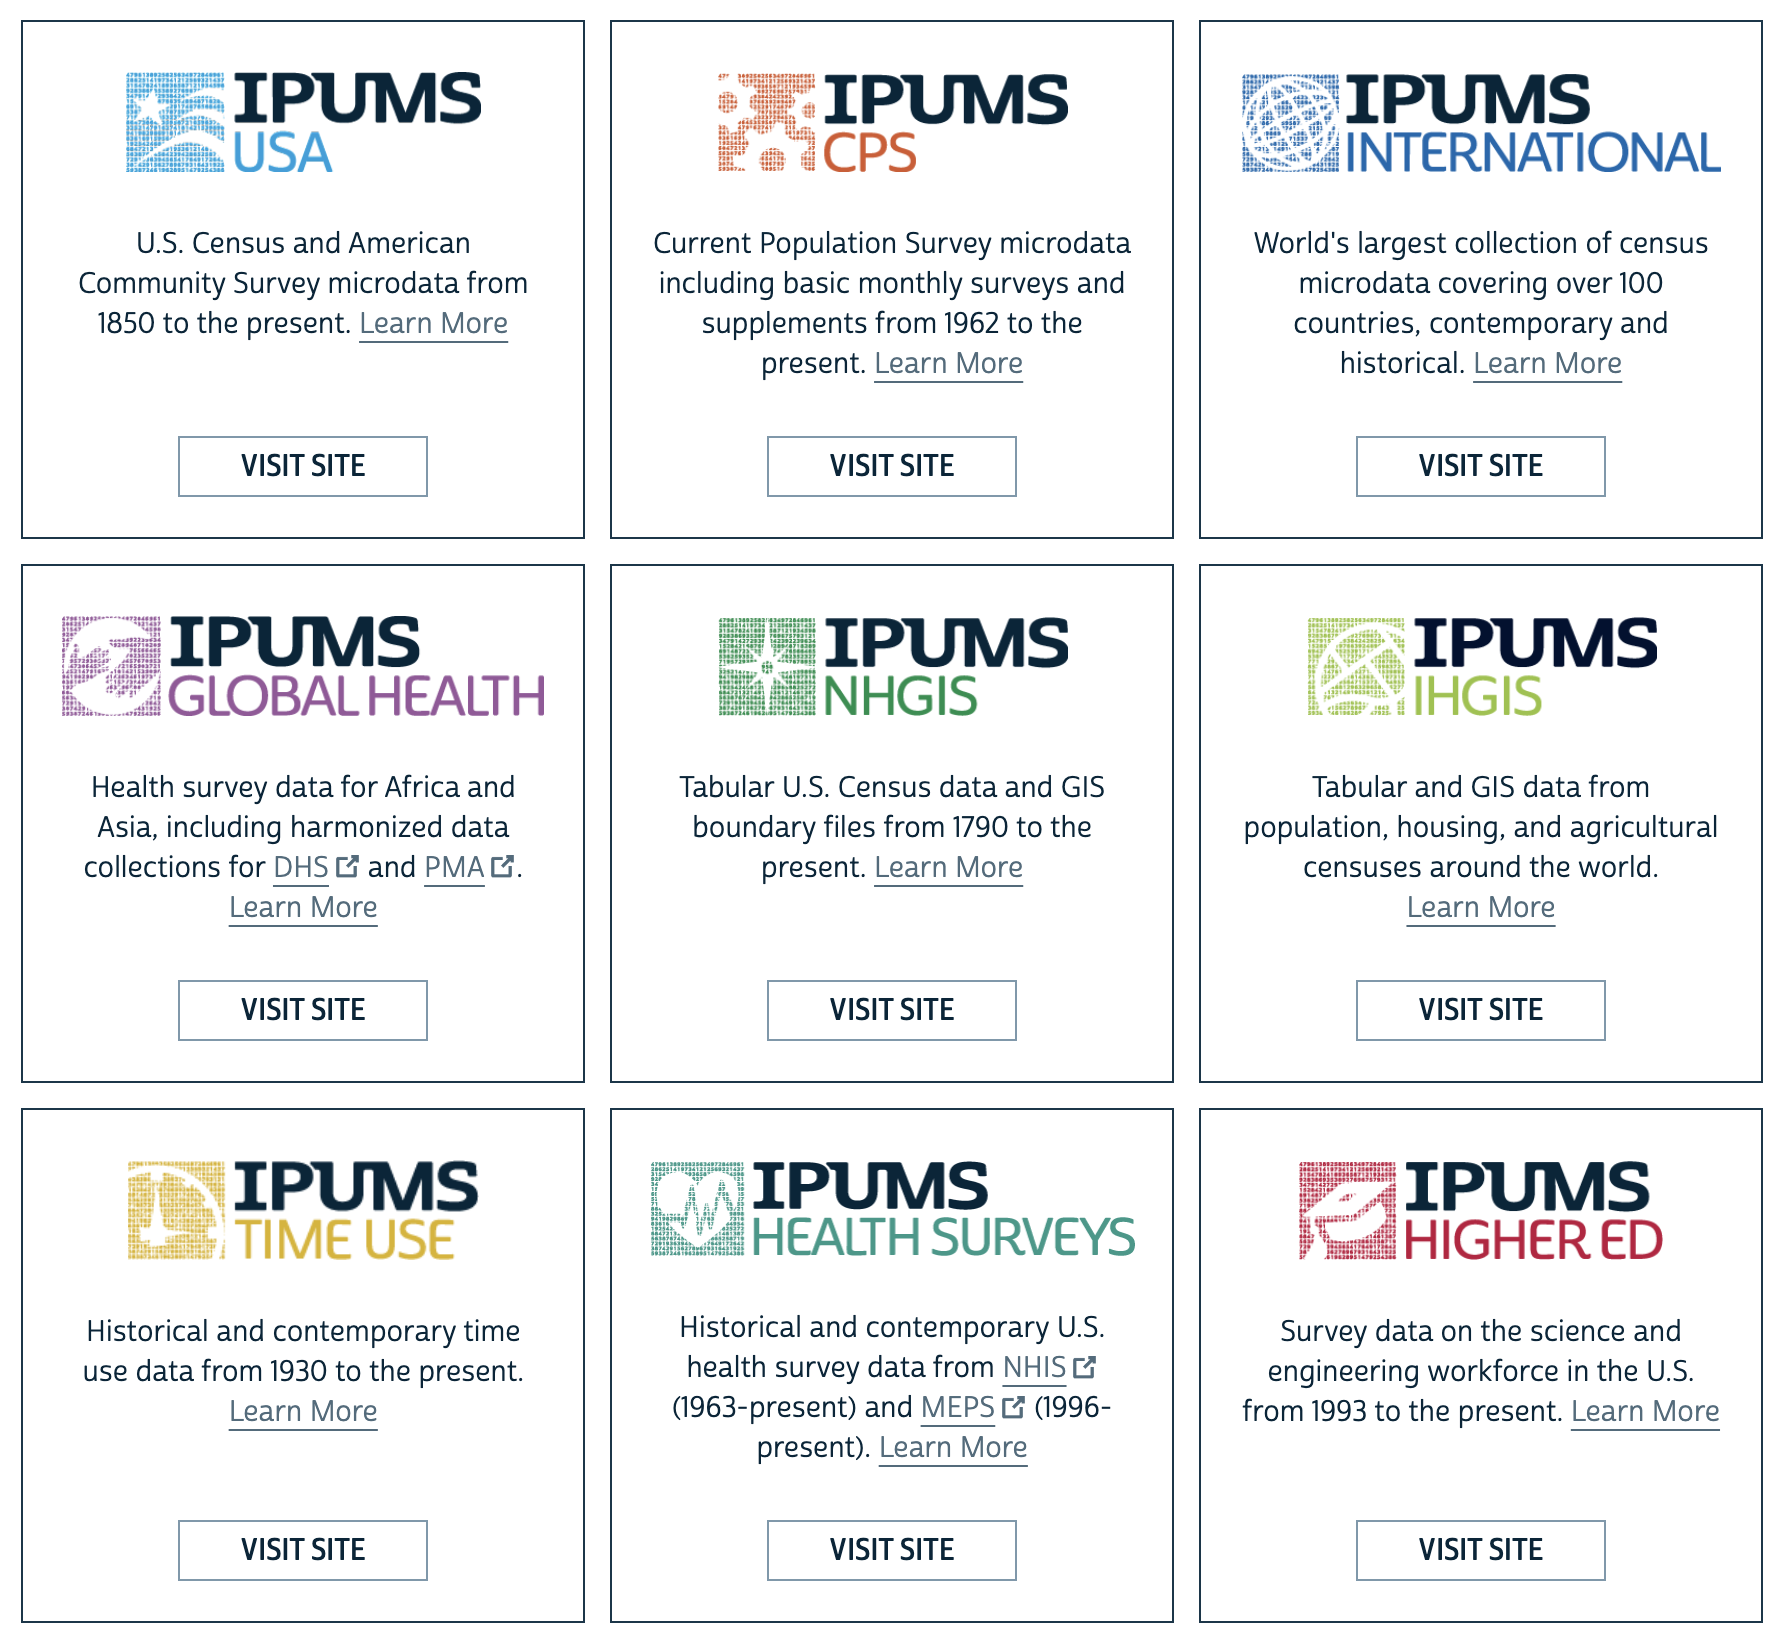 IPUMS
USA
U.S. Census and American
Community Survey microdata from
1850 to the present. Learn More
VISIT SITE
IPUMS
CPS
Current Population Survey microdata
including basic monthly surveys and
supplements from 1962 to the
present. Learn More
VISIT SITE
IPUMS
INTERNATIONAL
World's largest collection of census
microdata covering over 100
countries, contemporary and
historical. Learn More
VISIT SITE
IPUMS
GLOBAL HEALTH
Health survey data for Africa and
Asia, including harmonized data
collections for DHS and PMA.
Learn More
VISIT SITE
IPUMS
NHGIS
Tabular U.S. Census data and GIS
boundary files from 1790 to the
present. Learn More
VISIT SITE
IPUMS
IHGIS
Tabular and GIS data from
population, housing, and agricultural
censuses around the world.
Learn More
VISIT SITE
IPUMS
TIME USE
Historical and contemporary time
use data from 1930 to the present.
Learn More
VISIT SITE
IPUMS
HEALTH SURVEYS
Historical and contemporary U.S.
health survey data from NHIS
(1963-present) and MEPS (1996-
present). Learn More
VISIT SITE
IPUMS
HIGHER ED
Survey data on the science and
engineering workforce in the U.S.
from 1993 to the present. Learn More
VISIT SITE